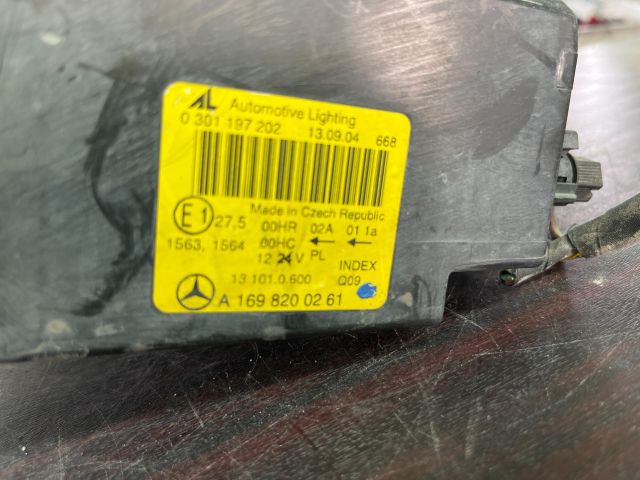 AL Automotive Lighting
0 301 197 202 13.09.04 668
Made in Czech Republic
E1 27,5 00HR 02A 01 1a
1563, 1564 00HC ← ←
12 24 V PL
13 101.0.600 INDEX Q09
A 169 820 02 61